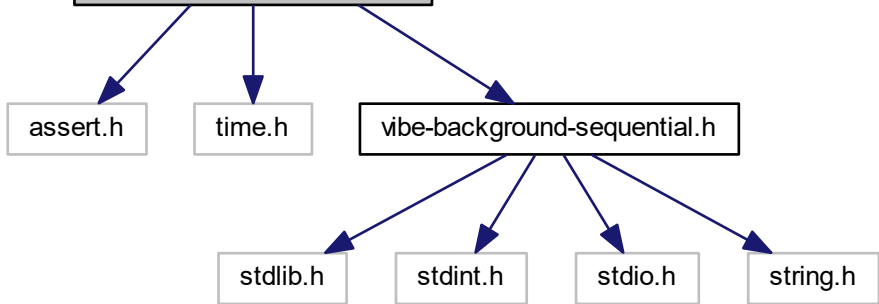 assert.h
time.h
vibe-background-sequential.h
stdlib.h
stdint.h
stdio.h
string.h